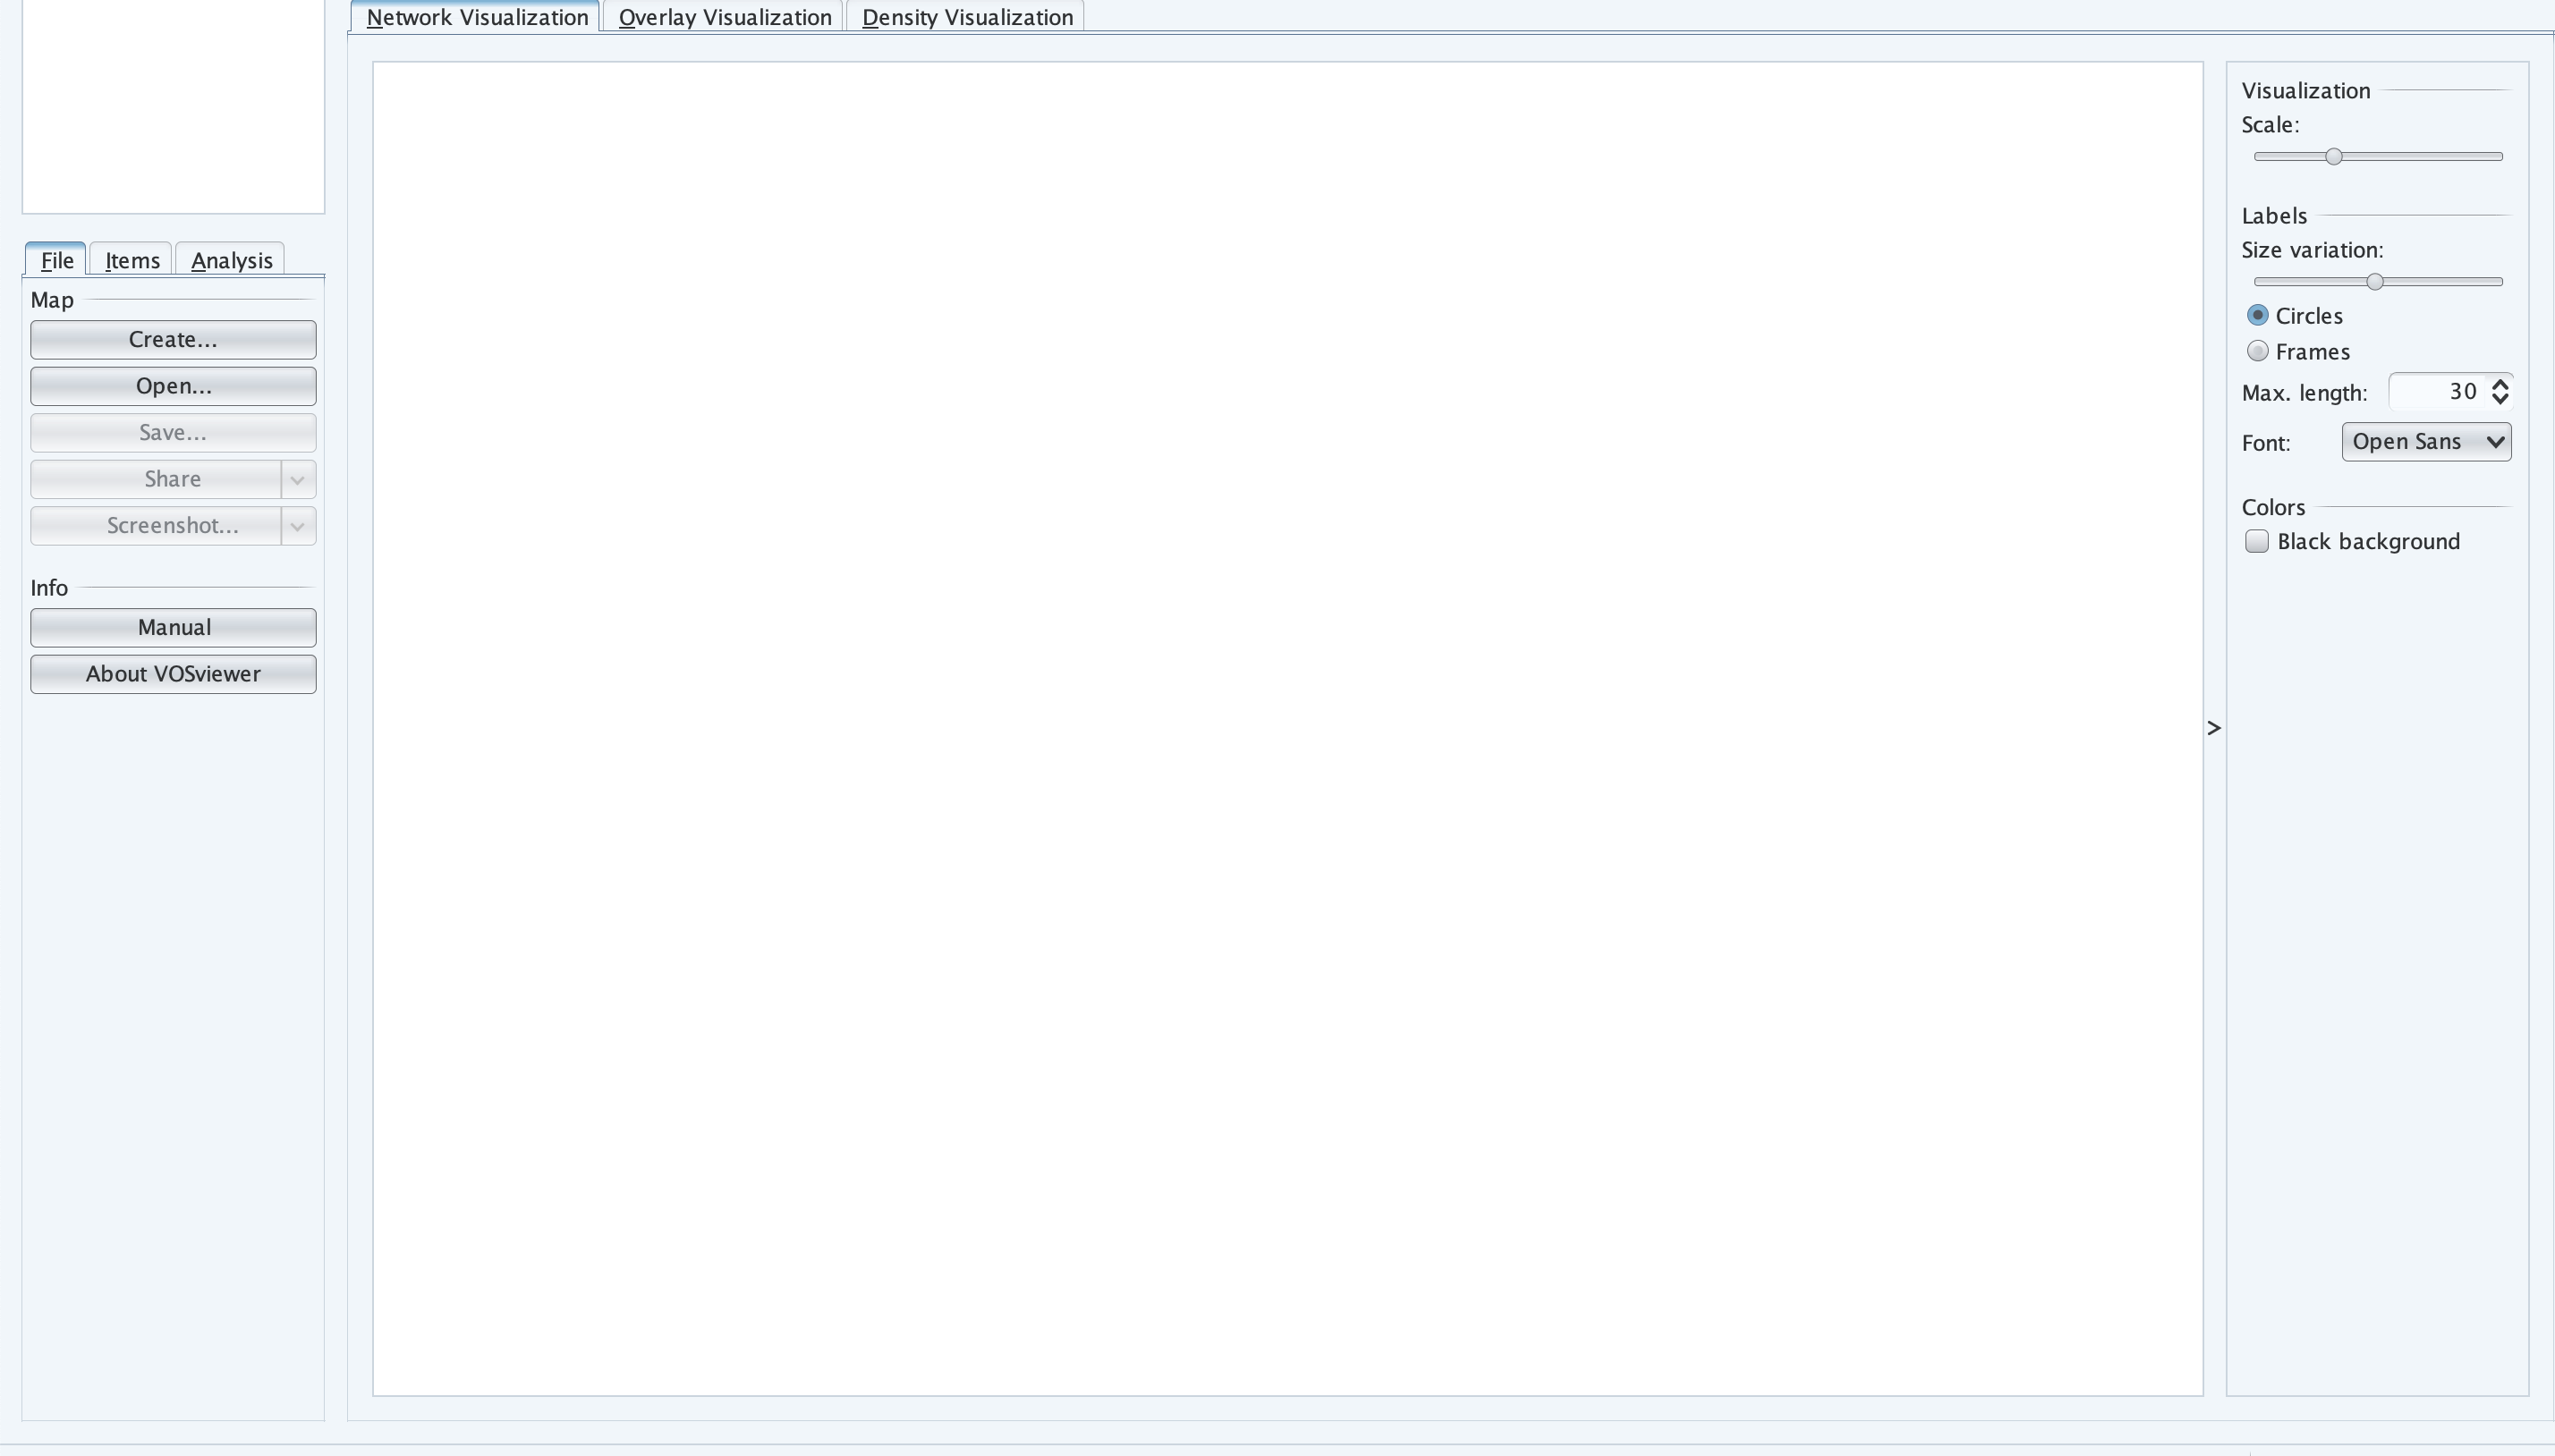 Network Visualization
Overlay Visualization
Density Visualization
File
Items
Analysis
Map
Create...
Open...
Save...
Share
Screenshot...
Info
Manual
About VOSviewer
>
Visualization
Scale:
Labels
Size variation:
Circles
Frames
Max. length: 30
Font: Open Sans
Colors
Black background